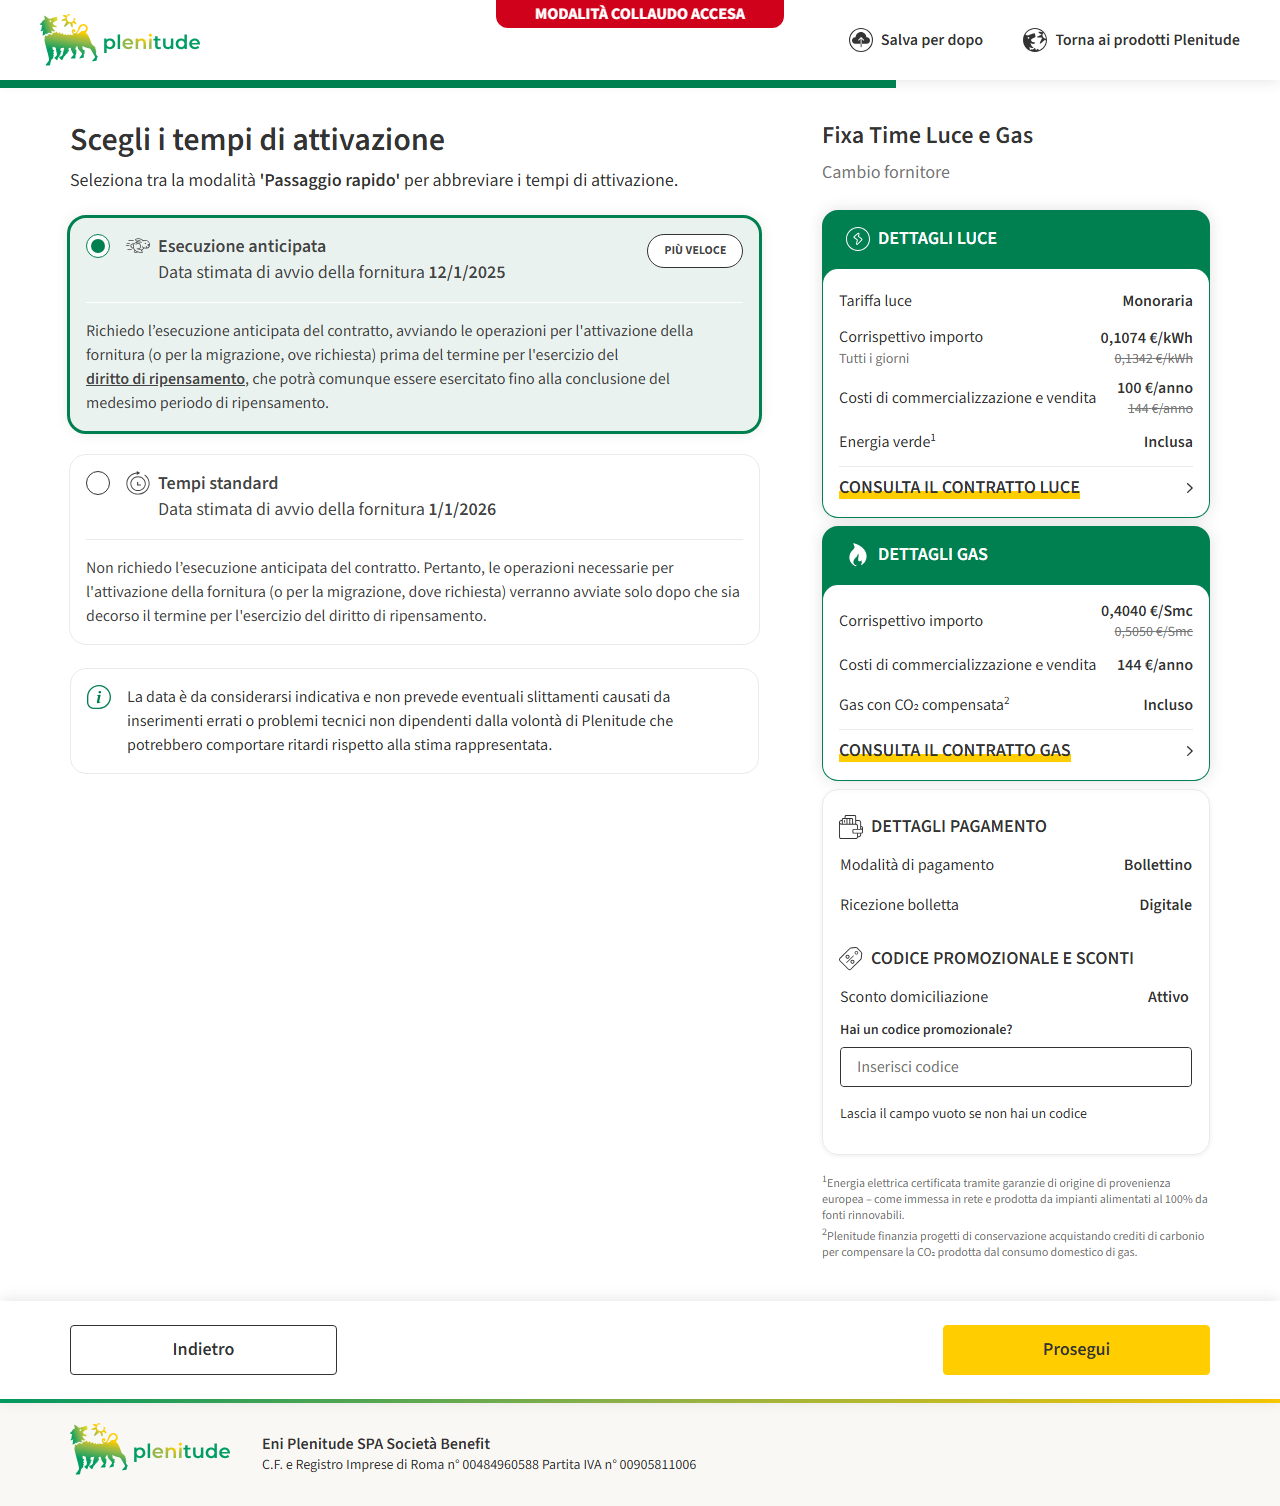 MODALITÀ COLLAUDO ACCESA
plenitude
Salva per dopo
Torna ai prodotti Plenitude
Scegli i tempi di attivazione
Seleziona tra la modalità 'Passaggio rapido' per abbreviare i tempi di attivazione.
Esecuzione anticipata
PIÙ VELOCE
Data stimata di avvio della fornitura 12/1/2025
Richiedo l’esecuzione anticipata del contratto, avviando le operazioni per l'attivazione della
fornitura (o per la migrazione, ove richiesta) prima del termine per l'esercizio del
diritto di ripensamento, che potrà comunque essere esercitato fino alla conclusione del
medesimo periodo di ripensamento.
Tempi standard
Data stimata di avvio della fornitura 1/1/2026
Non richiedo l’esecuzione anticipata del contratto. Pertanto, le operazioni necessarie per
l'attivazione della fornitura (o per la migrazione, dove richiesta) verranno avviate solo dopo che sia
decorso il termine per l'esercizio del diritto di ripensamento.
La data è da considerarsi indicativa e non prevede eventuali slittamenti causati da
inserimenti errati o problemi tecnici non dipendenti dalla volontà di Plenitude che
potrebbero comportare ritardi rispetto alla stima rappresentata.
Fixa Time Luce e Gas
Cambio fornitore
DETTAGLI LUCE
Tariffa luce Monoraria
Corrispettivo importo 0,1074 €/kWh
Tutti i giorni 0,1342 €/kWh
Costi di commercializzazione e vendita 100 €/anno
144 €/anno
Energia verde¹ Inclusa
CONSULTA IL CONTRATTO LUCE
DETTAGLI GAS
Corrispettivo importo 0,4040 €/Smc
0,5050 €/Smc
Costi di commercializzazione e vendita 144 €/anno
Gas con CO₂ compensata² Incluso
CONSULTA IL CONTRATTO GAS
DETTAGLI PAGAMENTO
Modalità di pagamento Bollettino
Ricezione bolletta Digitale
CODICE PROMOZIONALE E SCONTI
Sconto domiciliazione Attivo
Hai un codice promozionale?
Inserisci codice
Lascia il campo vuoto se non hai un codice
¹Energia elettrica certificata tramite garanzie di origine di provenienza
europea – come immessa in rete e prodotta da impianti alimentati al 100% da
fonti rinnovabili.
²Plenitude finanzia progetti di conservazione acquistando crediti di carbonio
per compensare la CO₂ prodotta dal consumo domestico di gas.
Indietro
Prosegui
plenitude
Eni Plenitude SPA Società Benefit
C.F. e Registro Imprese di Roma n° 00484960588 Partita IVA n° 00905811006